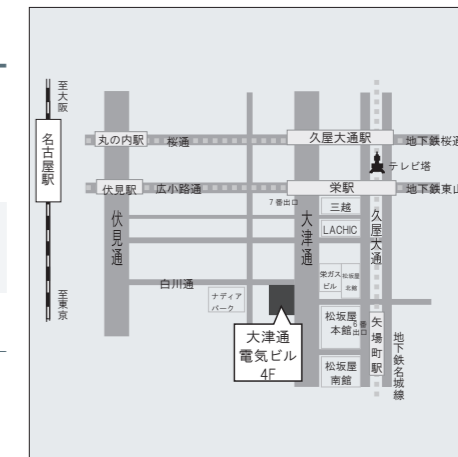 至大阪
名古屋駅
至東京
丸の内駅
桜通
久屋大通駅
地下鉄桜通
テレビ塔
伏見駅
広小路通
栄駅
地下鉄東山
7番出口
三越
LACHIC
伏見通
大津通
久屋大通
白川通
ナディア
パーク
栄ガス
ビル
松坂屋
北館
松坂屋
本館
6番
出口
矢場町駅
松坂屋
南館
地下鉄名城線
大津通
電気ビル
4F